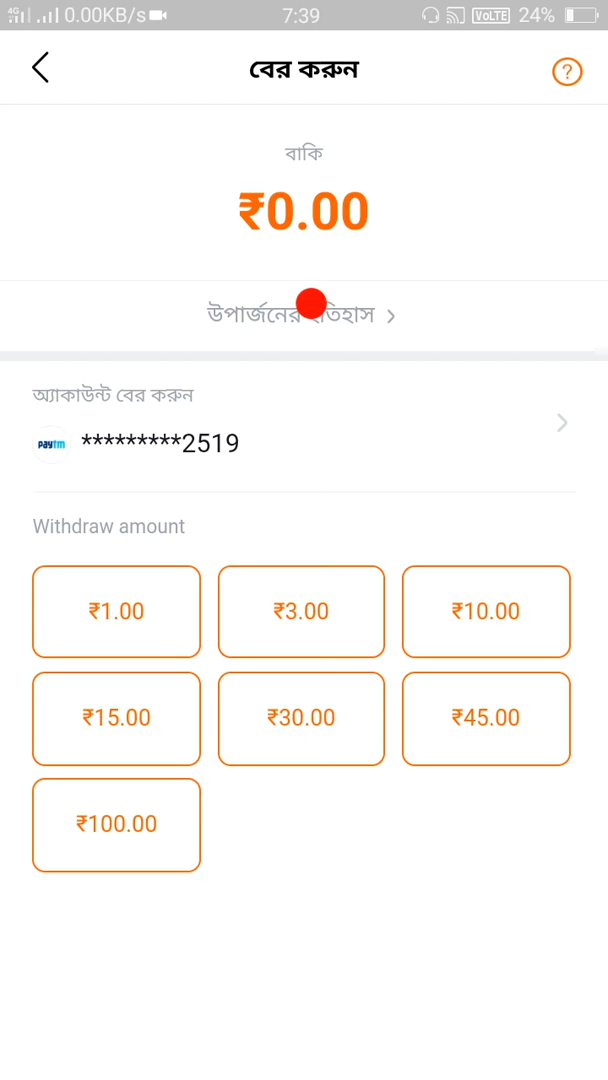 4G 0.00KB/s 7:39 VoLTE 24%
বের করুন
?
বাকি
₹0.00
উপার্জনের ইতিহাস
অ্যাকাউন্ট বের করুন
paytm *********2519
Withdraw amount
₹1.00 ₹3.00 ₹10.00
₹15.00 ₹30.00 ₹45.00
₹100.00